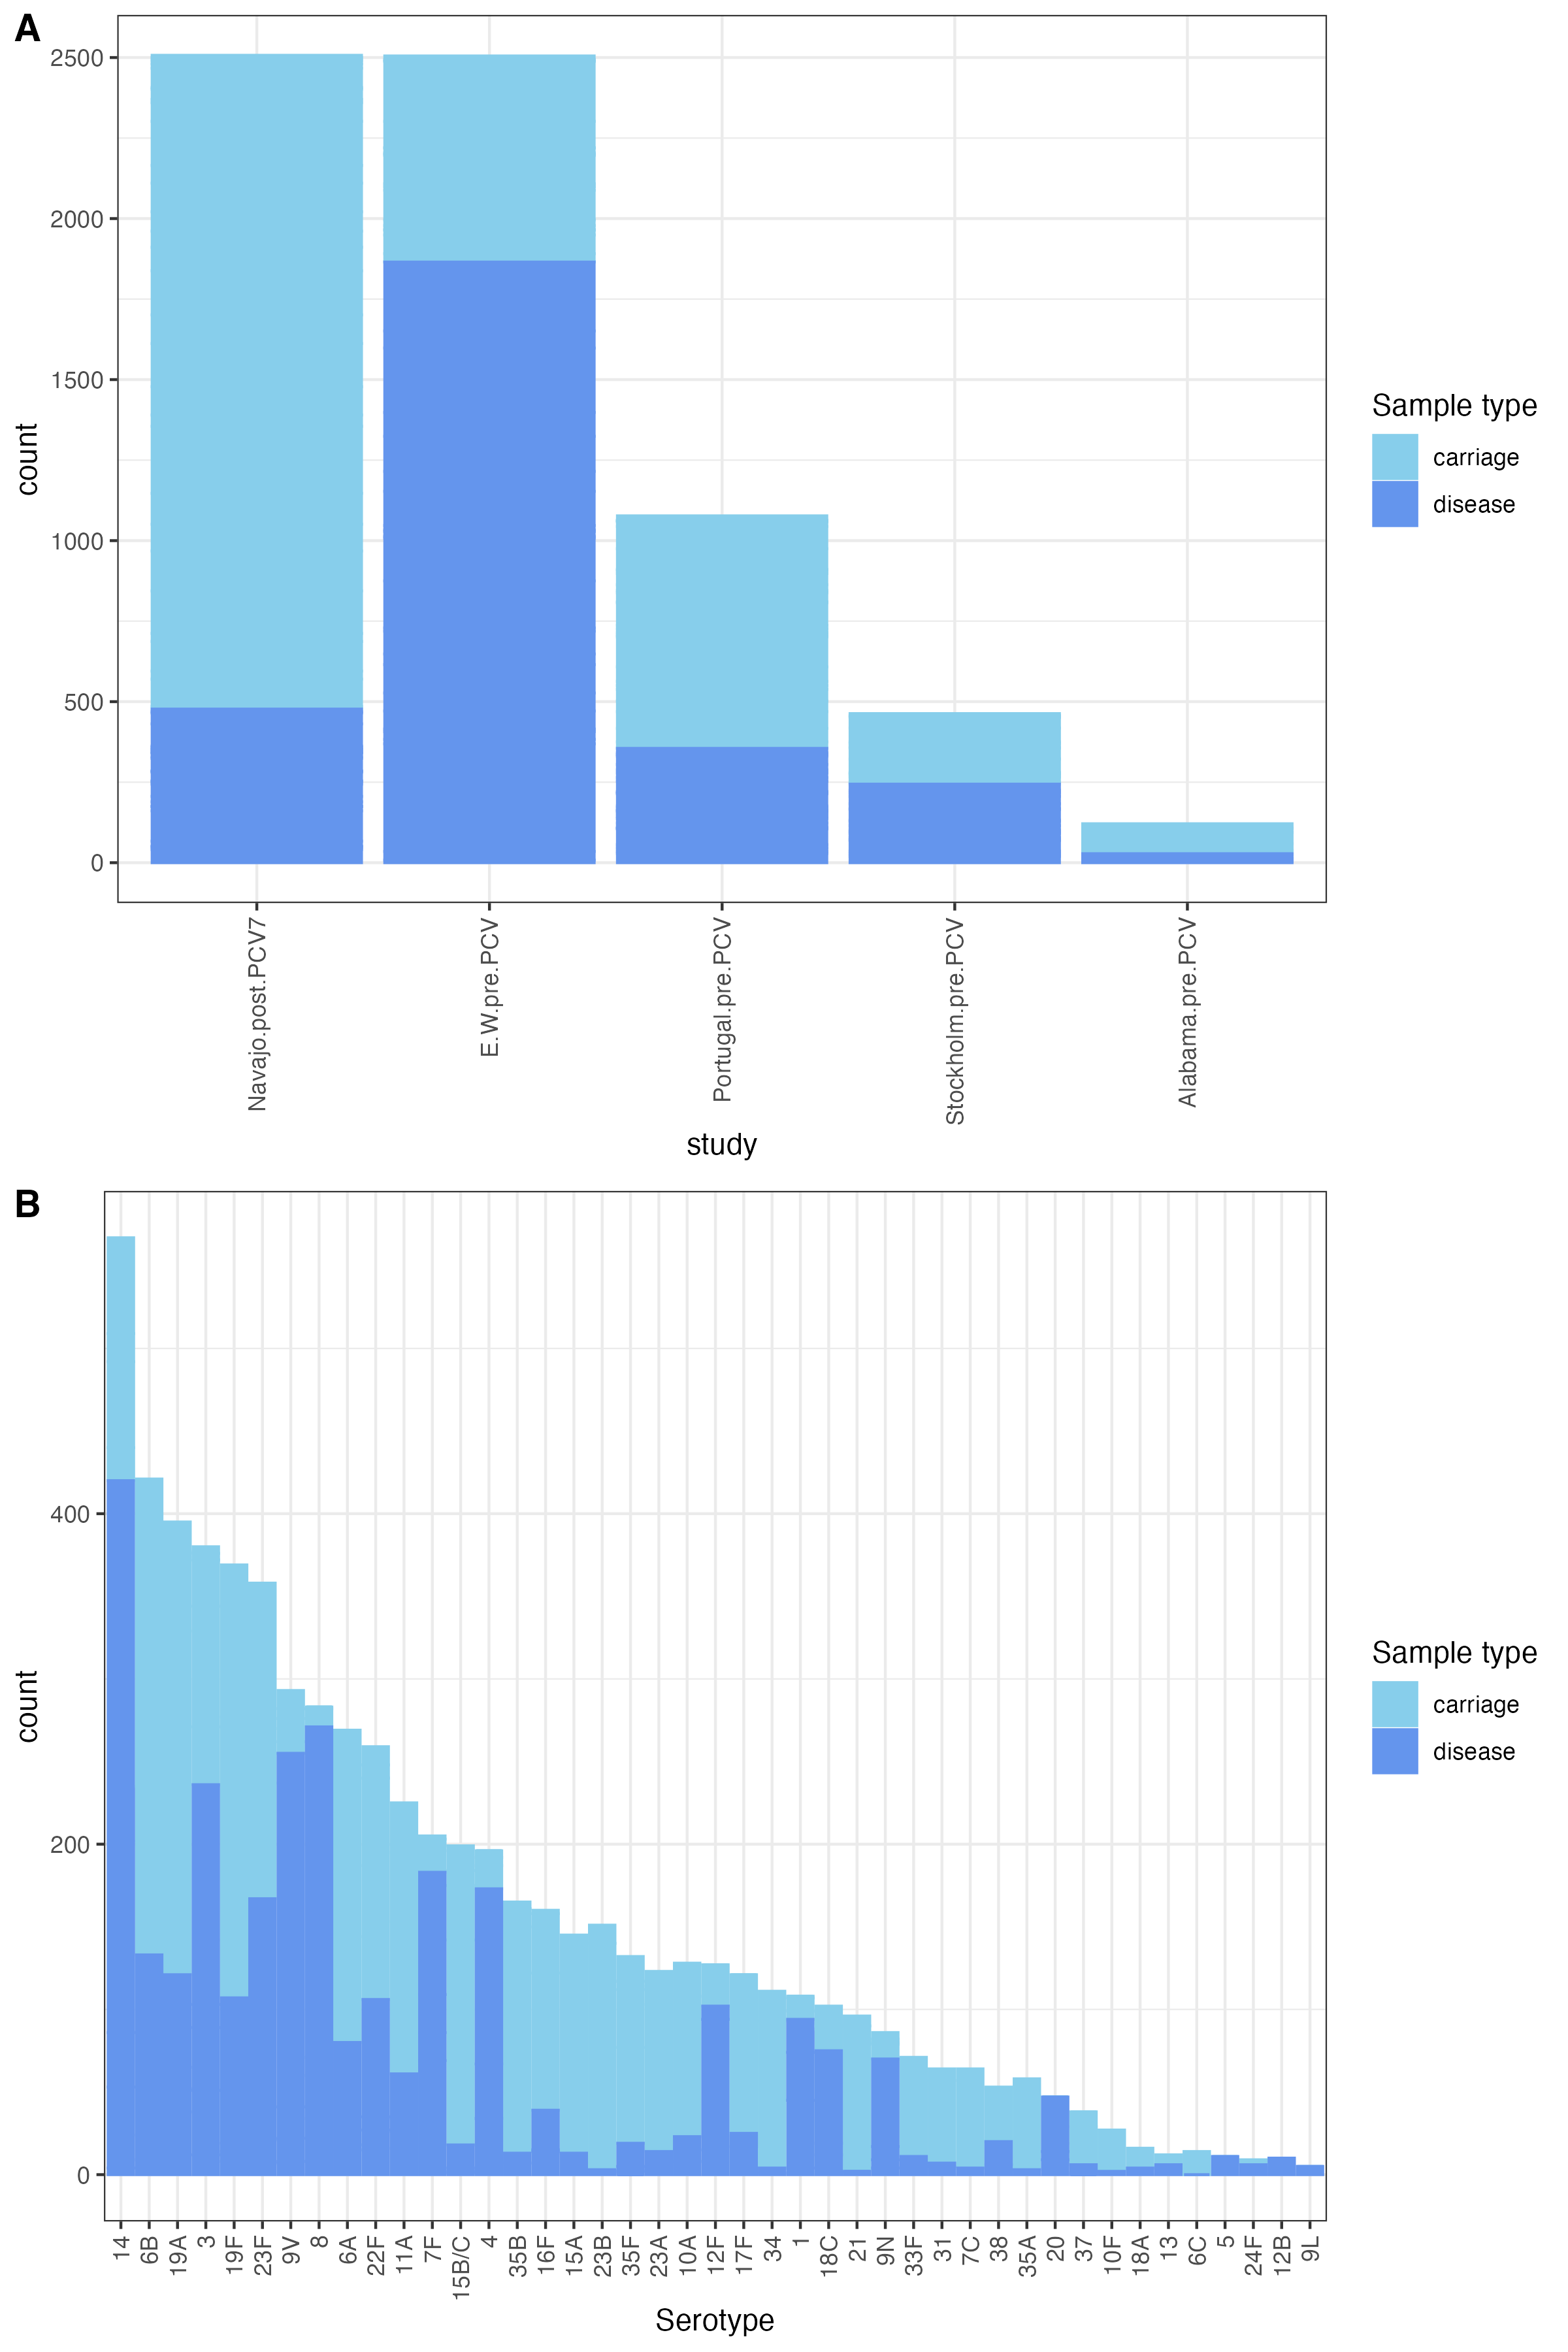 A
2500
2000
1500
1000
500
0
count
Navajo.post.PCV7
E.W.pre.PCV
Portugal.pre.PCV
Stockholm.pre.PCV
Alabama.pre.PCV
study
Sample type
carriage
disease
B
400
200
0
count
14
6B
19A
3
19F
23F
9V
8
6A
22F
11A
7F
15B/C
4
35B
16F
15A
23B
35F
23A
10A
12F
17F
34
1
18C
21
9N
33F
31
7C
38
35A
20
37
10F
18A
13
6C
5
24F
12B
9L
Serotype
Sample type
carriage
disease